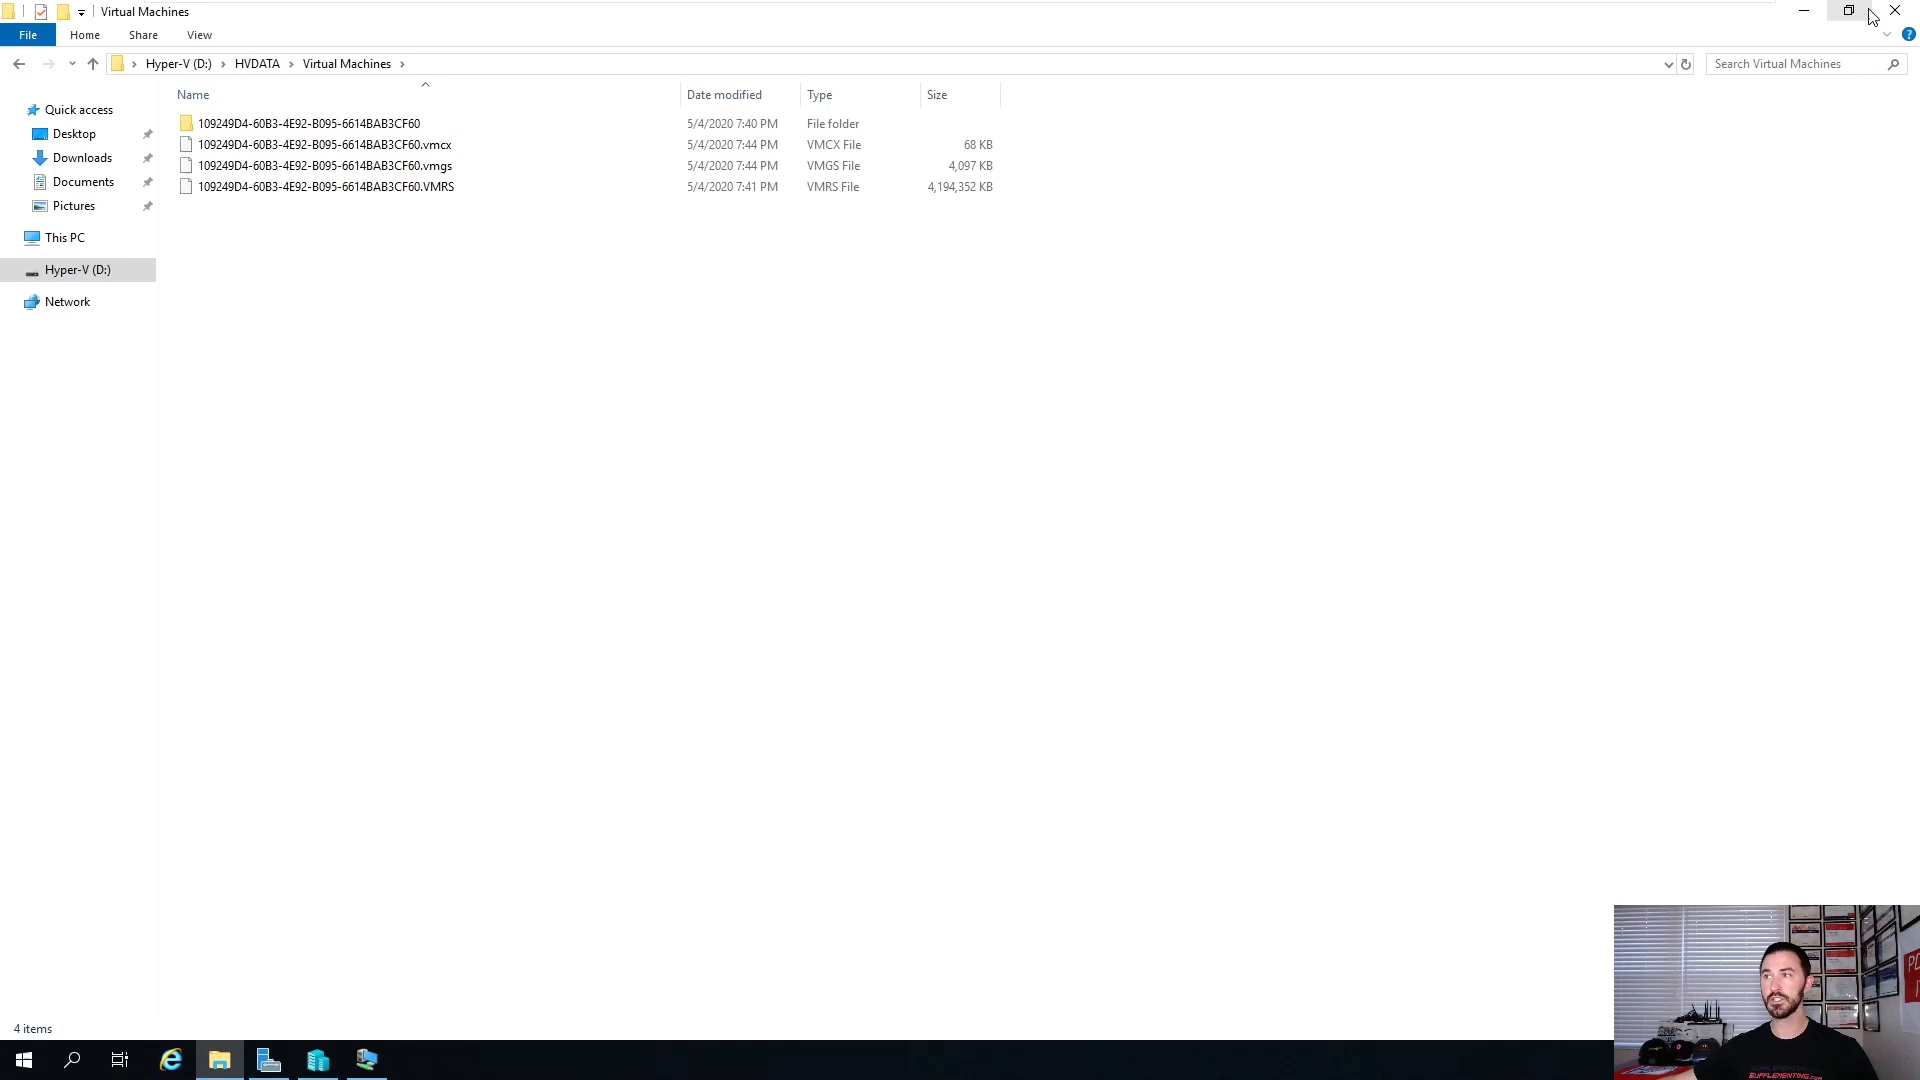 Virtual Machines
File Home Share View
Hyper-V (D:) HVDATA Virtual Machines
Search Virtual Machines
Name Date modified Type Size
Quick access
Desktop
Downloads
Documents
Pictures
This PC
Hyper-V (D:)
Network
109249D4-60B3-4E92-B095-6614BAB3CF60 5/4/2020 7:40 PM File folder
109249D4-60B3-4E92-B095-6614BAB3CF60.vmcx 5/4/2020 7:44 PM VMCX File 68 KB
109249D4-60B3-4E92-B095-6614BAB3CF60.vmgs 5/4/2020 7:44 PM VMGS File 4,097 KB
109249D4-60B3-4E92-B095-6614BAB3CF60.VMRS 5/4/2020 7:41 PM VMRS File 4,194,352 KB
4 items